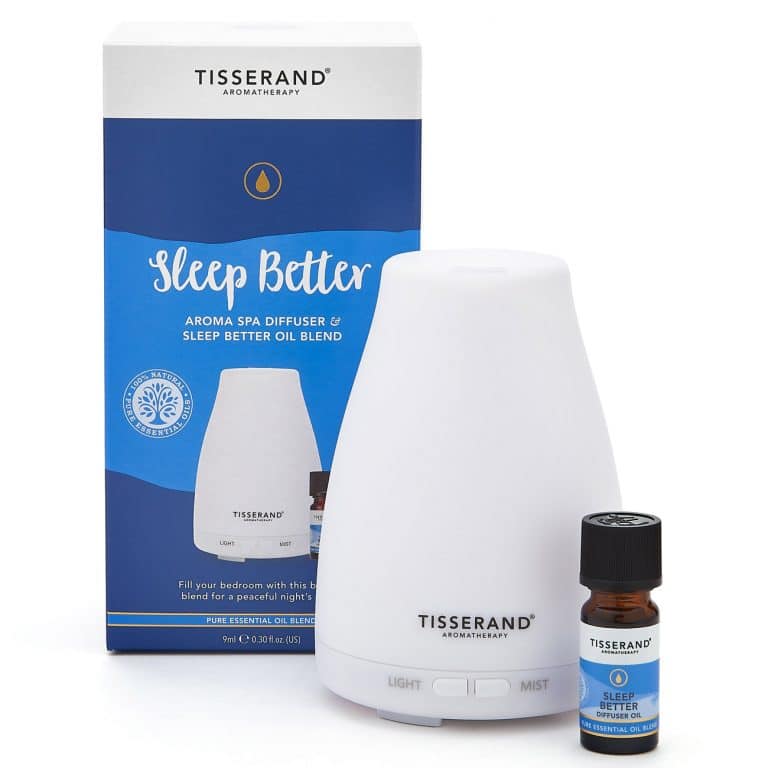 TISSERAND®
AROMATHERAPY
Sleep Better
AROMA SPA DIFFUSER &
SLEEP BETTER OIL BLEND
100% NATURAL
PURE ESSENTIAL OILS
TISSERAND®
AROMATHERAPY
LIGHT MIST
Fill your bedroom with this
blend for a peaceful night's
PURE ESSENTIAL OIL BLEND
9ml ℮ 0.30 fl.oz. (US)
TISSERAND®
AROMATHERAPY
LIGHT MIST
TISSERAND®
AROMATHERAPY
SLEEP
BETTER
DIFFUSER OIL
PURE ESSENTIAL OIL BLEND